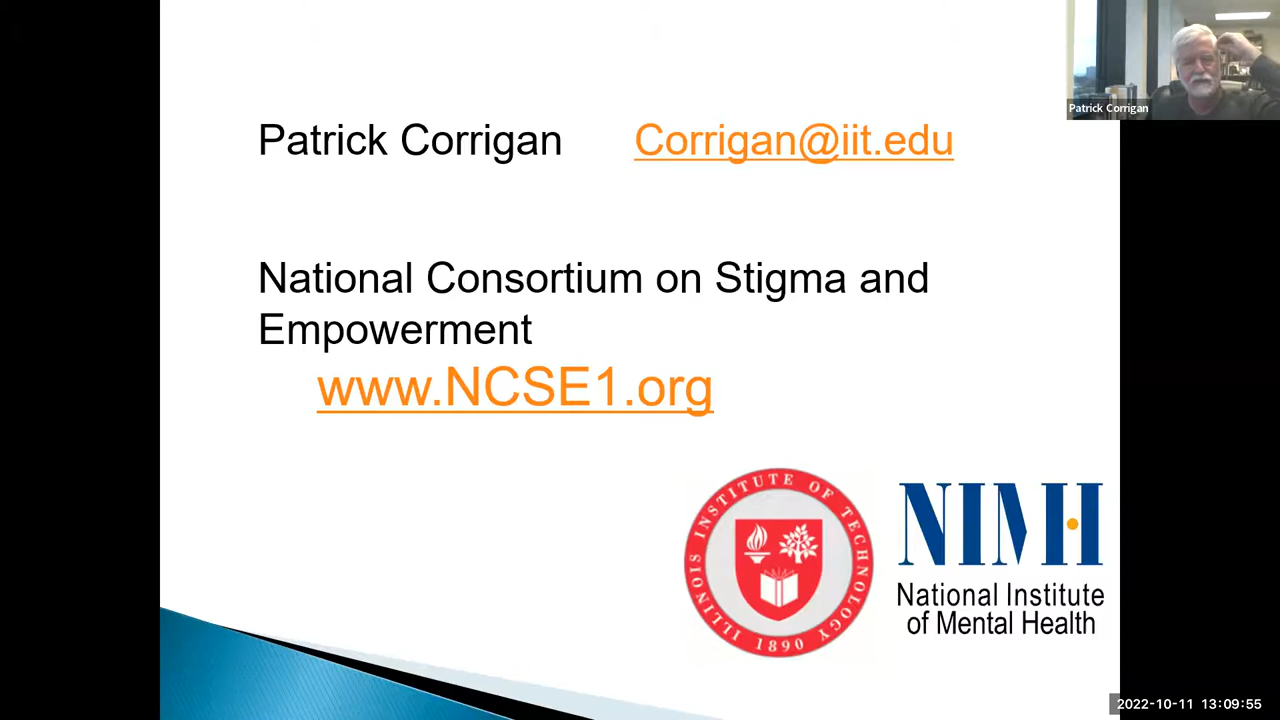 Patrick Corrigan Corrigan@iit.edu
National Consortium on Stigma and
Empowerment
www.NCSE1.org
Patrick Corrigan
ILLINOIS INSTITUTE OF TECHNOLOGY
1890
NIMH
National Institute
of Mental Health
2022-10-11 13:09:55